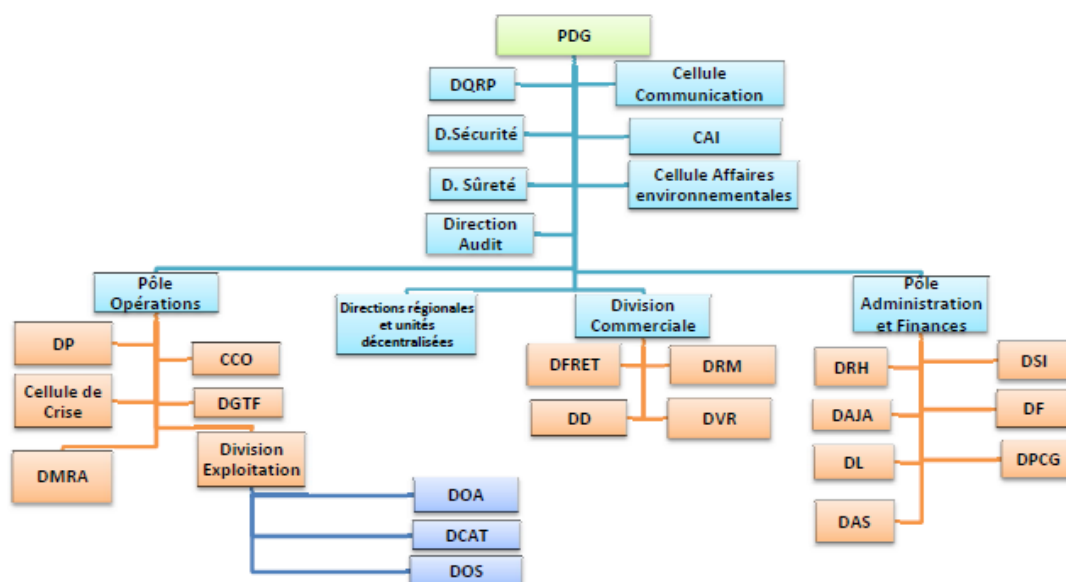 PDG
DQRP
Cellule
Communication
D.Sécurité
CAI
D. Sûreté
Cellule Affaires
environnementales
Direction
Audit
Pôle
Opérations
Directions régionales
et unités
décentralisées
Division
Commerciale
Pôle
Administration
et Finances
DP
CCO
Cellule de
Crise
DGTF
DMRA
Division
Exploitation
DOA
DCAT
DOS
DFRET
DRM
DD
DVR
DRH
DSI
DAJA
DF
DL
DPCG
DAS